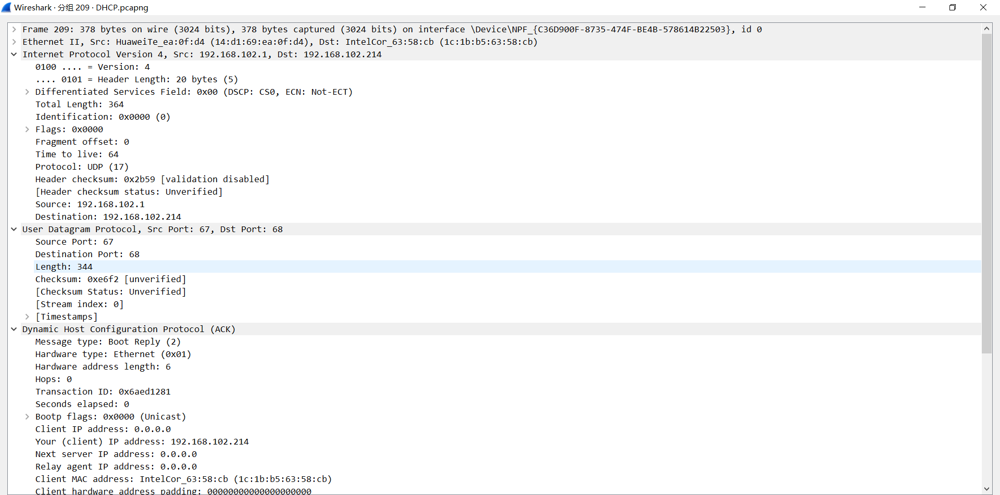 Wireshark · 分组 209 · DHCP.pcapng
Frame 209: 378 bytes on wire (3024 bits), 378 bytes captured (3024 bits) on interface \Device\NPF_{C36D900F-8735-474F-BE4B-578614B22503}, id 0
Ethernet II, Src: HuaweiTe_ea:0f:d4 (14:d1:69:ea:0f:d4), Dst: IntelCor_63:58:cb (1c:1b:b5:63:58:cb)
Internet Protocol Version 4, Src: 192.168.102.1, Dst: 192.168.102.214
0100 .... = Version: 4
.... 0101 = Header Length: 20 bytes (5)
Differentiated Services Field: 0x00 (DSCP: CS0, ECN: Not-ECT)
Total Length: 364
Identification: 0x0000 (0)
Flags: 0x0000
Fragment offset: 0
Time to live: 64
Protocol: UDP (17)
Header checksum: 0x2b59 [validation disabled]
[Header checksum status: Unverified]
Source: 192.168.102.1
Destination: 192.168.102.214
User Datagram Protocol, Src Port: 67, Dst Port: 68
Source Port: 67
Destination Port: 68
Length: 344
Checksum: 0xe6f2 [unverified]
[Checksum Status: Unverified]
[Stream index: 0]
[Timestamps]
Dynamic Host Configuration Protocol (ACK)
Message type: Boot Reply (2)
Hardware type: Ethernet (0x01)
Hardware address length: 6
Hops: 0
Transaction ID: 0x6aed1281
Seconds elapsed: 0
Bootp flags: 0x0000 (Unicast)
Client IP address: 0.0.0.0
Your (client) IP address: 192.168.102.214
Next server IP address: 0.0.0.0
Relay agent IP address: 0.0.0.0
Client MAC address: IntelCor_63:58:cb (1c:1b:b5:63:58:cb)
Client hardware address padding: 00000000000000000000